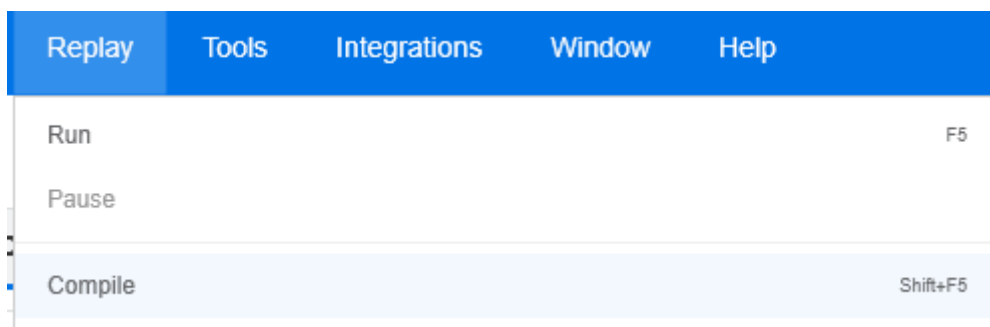 Replay Tools Integrations Window Help
Run F5
Pause
Compile Shift+F5